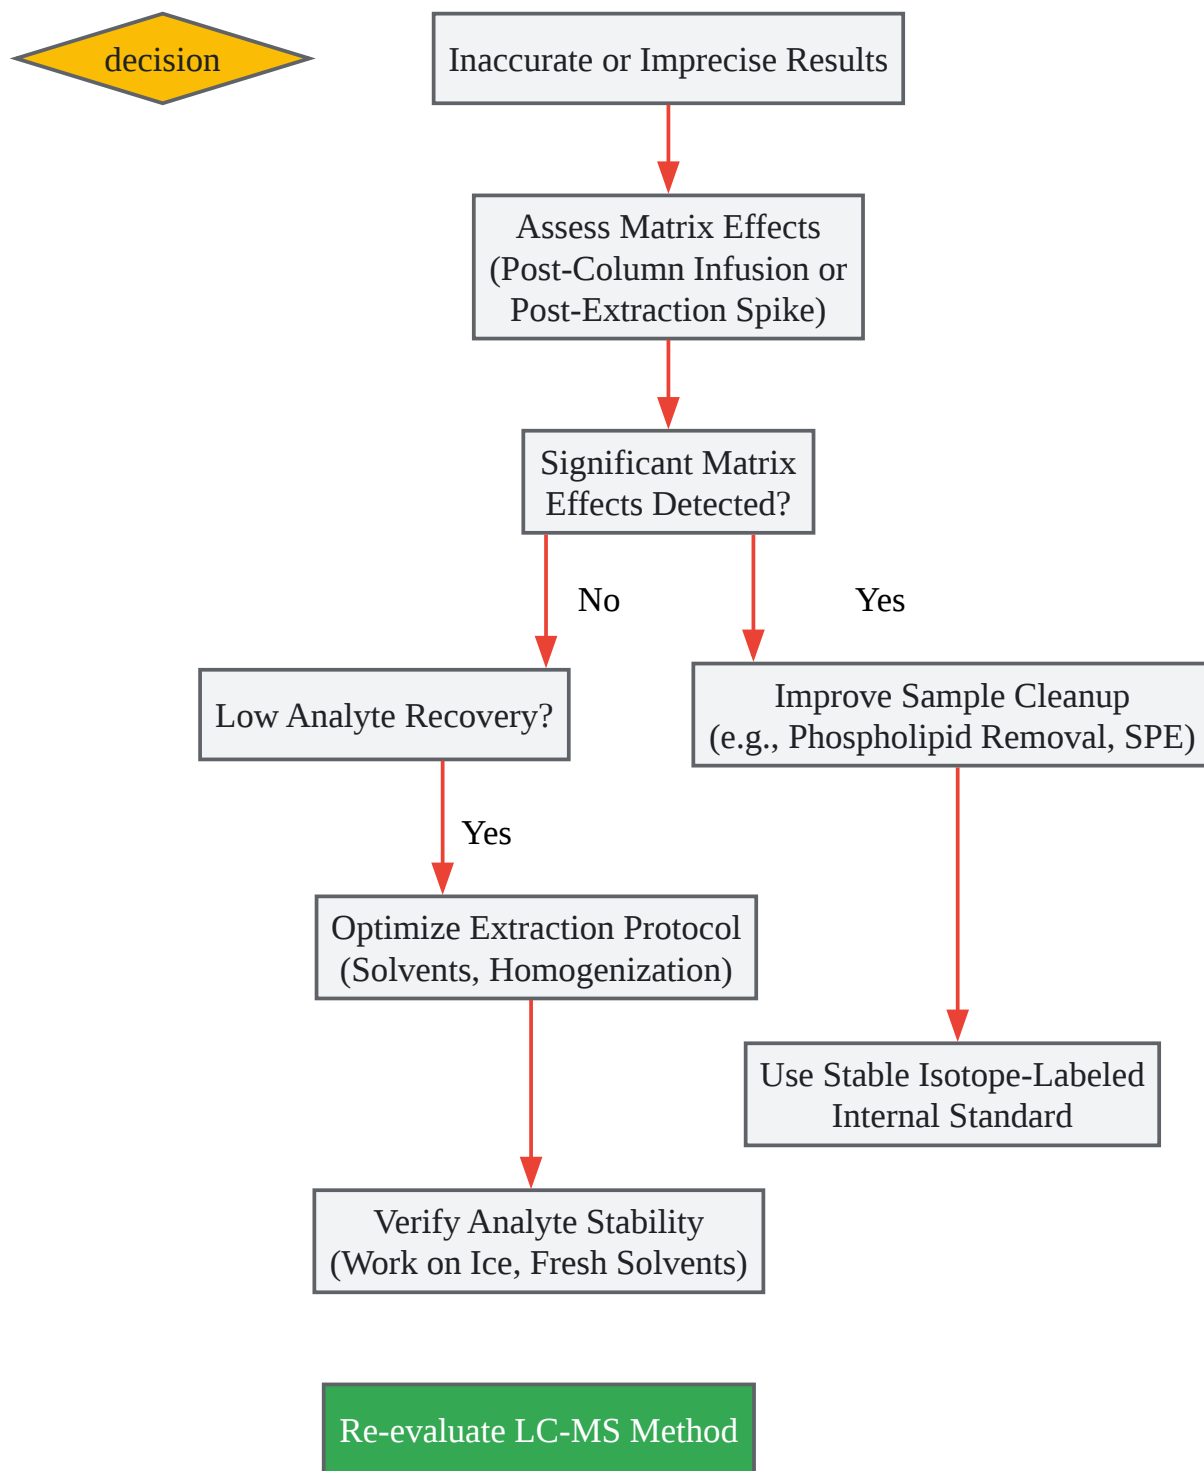 decision
Inaccurate or Imprecise Results
Assess Matrix Effects
(Post-Column Infusion or
Post-Extraction Spike)
Significant Matrix
Effects Detected?
No
Yes
Low Analyte Recovery?
Improve Sample Cleanup
(e.g., Phospholipid Removal, SPE)
Yes
Optimize Extraction Protocol
(Solvents, Homogenization)
Use Stable Isotope-Labeled
Internal Standard
Verify Analyte Stability
(Work on Ice, Fresh Solvents)
Re-evaluate LC-MS Method